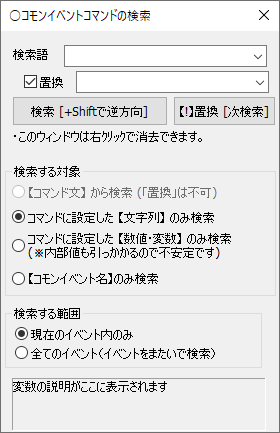 ○コモンイベントコマンドの検索
検索語
置換
検索 [+Shiftで逆方向]
【!】置換 [次検索]
・このウィンドウは右クリックで消去できます。
検索する対象
【コマンド文】 から検索 (「置換」は不可)
コマンドに設定した 【文字列】 のみ検索
コマンドに設定した 【数値・変数】 のみ検索
(※内部値も引っかかるので不安定です)
【コモンイベント名】のみ検索
検索する範囲
現在のイベント内のみ
全てのイベント(イベントをまたいで検索)
変数の説明がここに表示されます